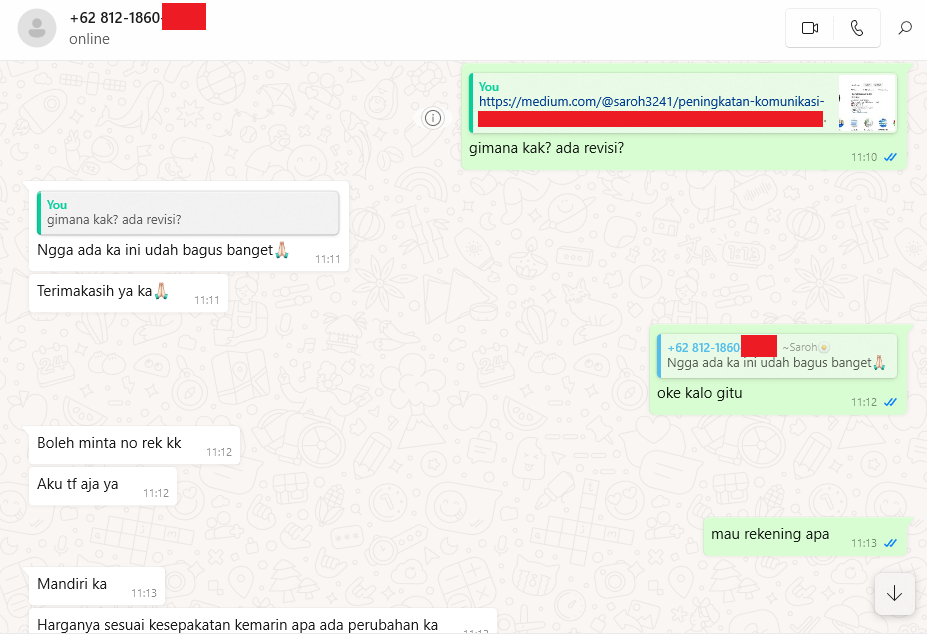 +62 812-1860-
online
You
https://medium.com/@saroh3241/peningkatan-komunikasi-
gimana kak? ada revisi?
11:10
You
gimana kak? ada revisi?
Ngga ada ka ini udah bagus banget🙏🏻
11:11
Terimakasih ya ka🙏🏻
11:11
+62 812-1860- ~Saroh
Ngga ada ka ini udah bagus banget🙏🏻
oke kalo gitu
11:12
Boleh minta no rek kk
11:12
Aku tf aja ya
11:12
mau rekening apa
11:13
Mandiri ka
11:13
Harganya sesuai kesepakatan kemarin apa ada perubahan ka
11:13